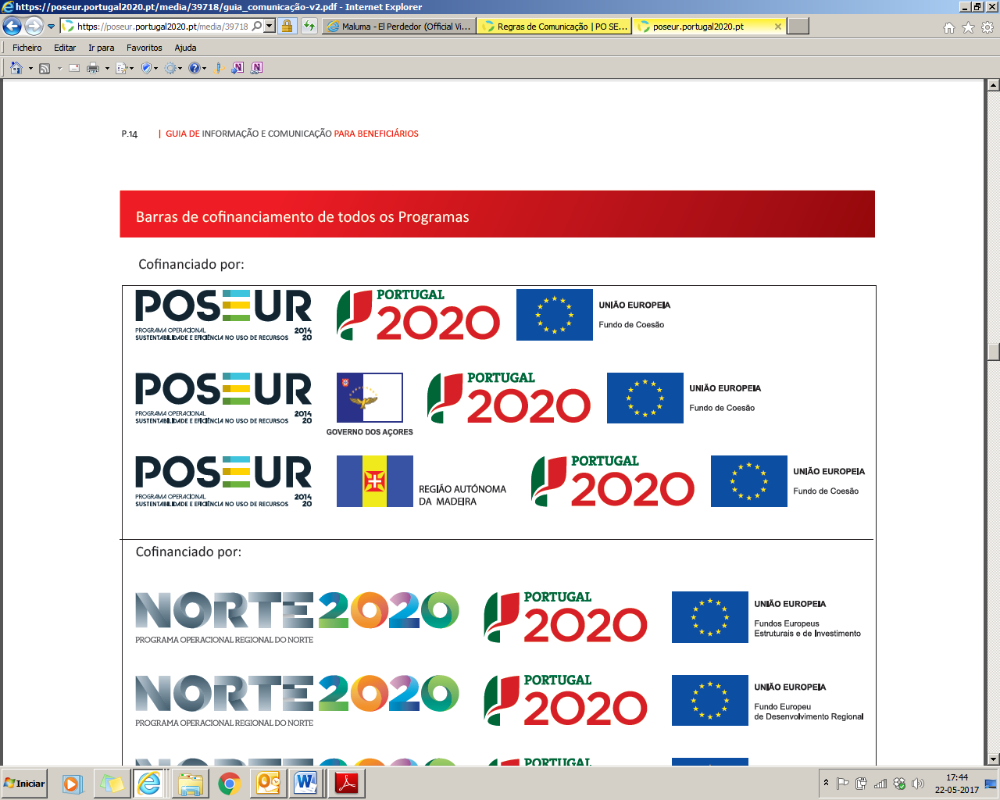 https://poseur.portugal2020.pt/media/39718/guia_comunicação-v2.pdf - Internet Explorer
https://poseur.portugal2020.pt/media/39718
Maluma - El Perdedor (Official Vi...
Regras de Comunicação | PO SE...
poseur.portugal2020.pt
Ficheiro Editar Ir para Favoritos Ajuda
P.14 | GUIA DE INFORMAÇÃO E COMUNICAÇÃO PARA BENEFICIÁRIOS
Barras de cofinanciamento de todos os Programas
Cofinanciado por:
POSEUR
PROGRAMA OPERACIONAL
SUSTENTABILIDADE E EFICIÊNCIA NO USO DE RECURSOS
2014
20
PORTUGAL
2020
UNIÃO EUROPEIA
Fundo de Coesão
POSEUR
PROGRAMA OPERACIONAL
SUSTENTABILIDADE E EFICIÊNCIA NO USO DE RECURSOS
2014
20
GOVERNO DOS AÇORES
PORTUGAL
2020
UNIÃO EUROPEIA
Fundo de Coesão
POSEUR
PROGRAMA OPERACIONAL
SUSTENTABILIDADE E EFICIÊNCIA NO USO DE RECURSOS
2014
20
REGIÃO AUTÓNOMA
DA MADEIRA
PORTUGAL
2020
UNIÃO EUROPEIA
Fundo de Coesão
Cofinanciado por:
NORTE2020
PROGRAMA OPERACIONAL REGIONAL DO NORTE
PORTUGAL
2020
UNIÃO EUROPEIA
Fundos Europeus
Estruturais e de Investimento
NORTE2020
PROGRAMA OPERACIONAL REGIONAL DO NORTE
PORTUGAL
2020
UNIÃO EUROPEIA
Fundo Europeu
de Desenvolvimento Regional
PORTUGAL
Iniciar
17:44
22-05-2017